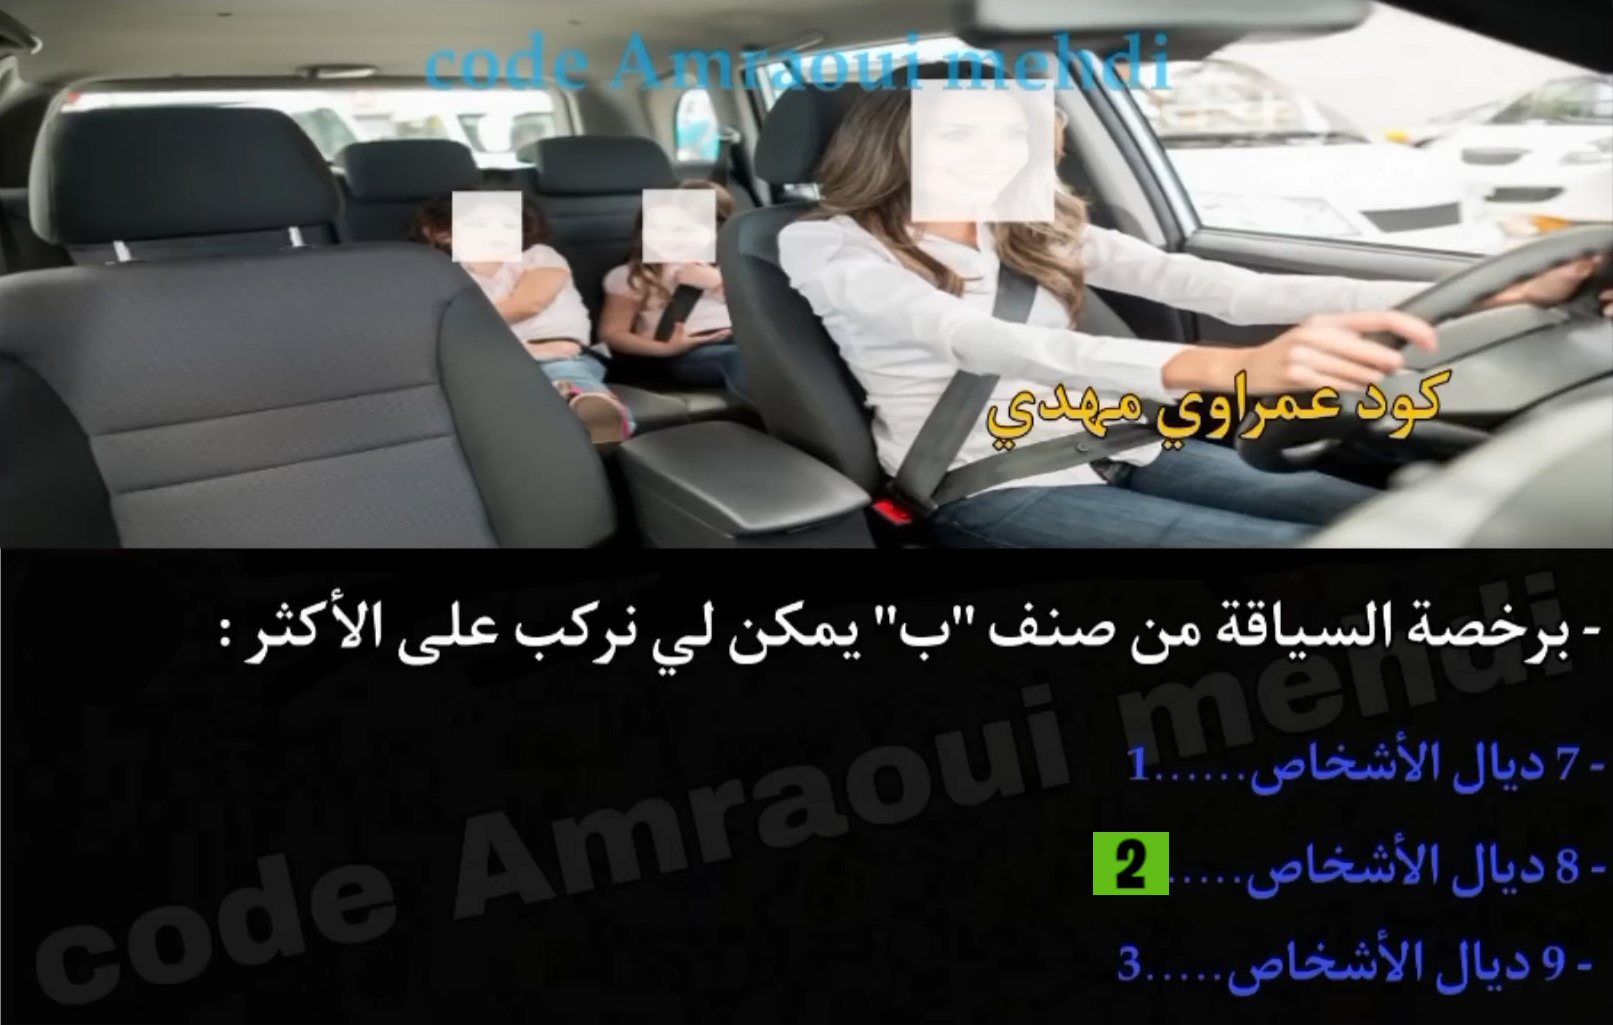 code Amraoui mehdi
كود عمراوي مهدي
- برخصة السياقة من صنف "ب" يمكن لي نركب على الأكثر :
- 7 ديال الأشخاص......1
- 8 ديال الأشخاص.....2
- 9 ديال الأشخاص.....3
code Amraoui mehdi